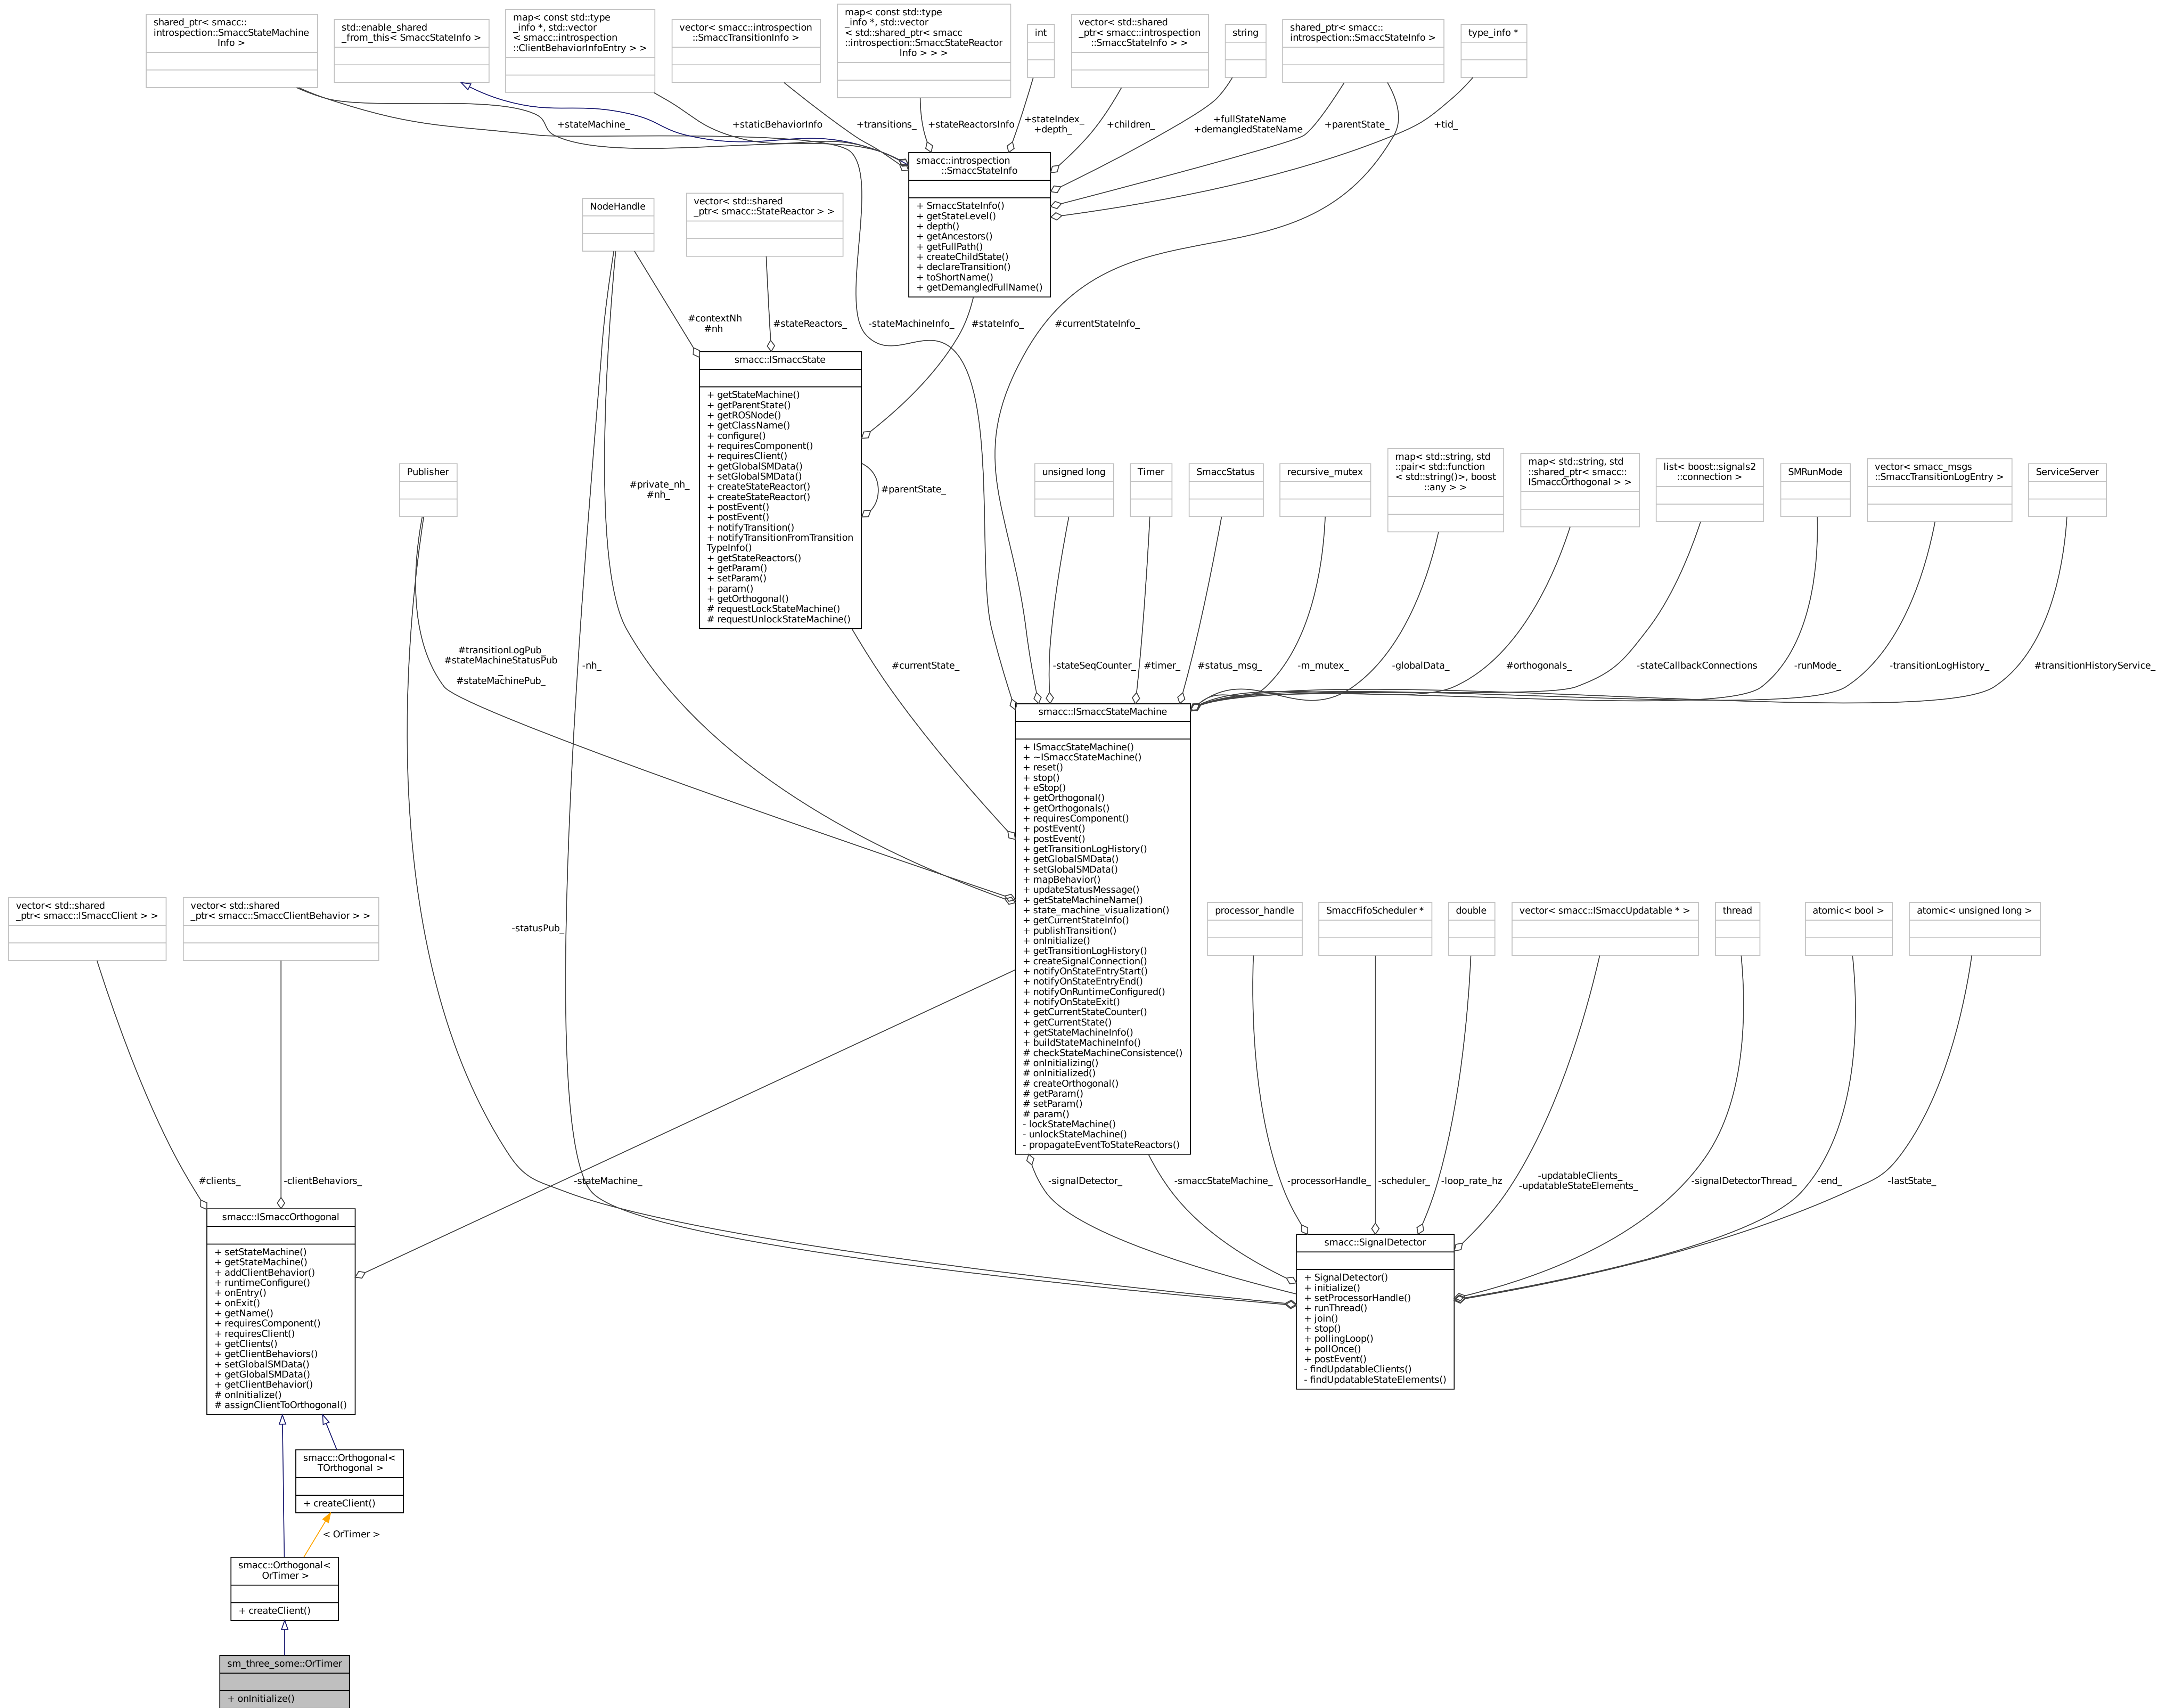 shared_ptr< smacc::
introspection::SmaccStateMachine
Info >
std::enable_shared
_from_this< SmaccStateInfo >
map< const std::type
_info *, std::vector
< smacc::introspection
::ClientBehaviorInfoEntry > >
vector< smacc::introspection
::SmaccTransitionInfo >
map< const std::type
_info *, std::vector
< std::shared_ptr< smacc
::introspection::SmaccStateReactor
Info > > >
int
vector< std::shared
_ptr< smacc::introspection
::SmaccStateInfo > >
string
shared_ptr< smacc::
introspection::SmaccStateInfo >
type_info *
+stateMachine_
+staticBehaviorInfo
+transitions_
+stateReactorsInfo
+stateIndex_
+depth_
+children_
+fullStateName
+demangledStateName
+parentState_
+tid_
smacc::introspection
::SmaccStateInfo
+ SmaccStateInfo()
+ getStateLevel()
+ depth()
+ getAncestors()
+ getFullPath()
+ createChildState()
+ declareTransition()
+ toShortName()
+ getDemangledFullName()
NodeHandle
vector< std::shared
_ptr< smacc::StateReactor > >
#contextNh
#nh
#stateReactors_
-stateMachineInfo_
#stateInfo_
#currentStateInfo_
smacc::ISmaccState
+ getStateMachine()
+ getParentState()
+ getROSNode()
+ getClassName()
+ configure()
+ requiresComponent()
+ requiresClient()
+ getGlobalSMData()
+ setGlobalSMData()
+ createStateReactor()
+ createStateReactor()
+ postEvent()
+ postEvent()
+ notifyTransition()
+ notifyTransitionFromTransition
TypeInfo()
+ getStateReactors()
+ getParam()
+ setParam()
+ param()
+ getOrthogonal()
# requestLockStateMachine()
# requestUnlockStateMachine()
#parentState_
Publisher
#private_nh_
#nh_
unsigned long
Timer
SmaccStatus
recursive_mutex
map< std::string, std
::pair< std::function
< std::string()>, boost
::any > >
map< std::string, std
::shared_ptr< smacc::
ISmaccOrthogonal > >
list< boost::signals2
::connection >
SMRunMode
vector< smacc_msgs
::SmaccTransitionLogEntry >
ServiceServer
#transitionLogPub_
#stateMachineStatusPub
_
#stateMachinePub_
-nh_
#currentState_
-stateSeqCounter_
#timer_
#status_msg_
-m_mutex_
-globalData_
#orthogonals_
-stateCallbackConnections
-runMode_
-transitionLogHistory_
#transitionHistoryService_
smacc::ISmaccStateMachine
+ ISmaccStateMachine()
+ ~ISmaccStateMachine()
+ reset()
+ stop()
+ eStop()
+ getOrthogonal()
+ getOrthogonals()
+ requiresComponent()
+ postEvent()
+ postEvent()
+ getTransitionLogHistory()
+ getGlobalSMData()
+ setGlobalSMData()
+ mapBehavior()
+ updateStatusMessage()
+ getStateMachineName()
+ state_machine_visualization()
+ getCurrentStateInfo()
+ publishTransition()
+ onInitialize()
+ getTransitionLogHistory()
+ createSignalConnection()
+ notifyOnStateEntryStart()
+ notifyOnStateEntryEnd()
+ notifyOnRuntimeConfigured()
+ notifyOnStateExit()
+ getCurrentStateCounter()
+ getCurrentState()
+ getStateMachineInfo()
+ buildStateMachineInfo()
# checkStateMachineConsistence()
# onInitializing()
# onInitialized()
# createOrthogonal()
# getParam()
# setParam()
# param()
- lockStateMachine()
- unlockStateMachine()
- propagateEventToStateReactors()
vector< std::shared
_ptr< smacc::ISmaccClient > >
vector< std::shared
_ptr< smacc::SmaccClientBehavior > >
-statusPub_
processor_handle
SmaccFifoScheduler *
double
vector< smacc::ISmaccUpdatable * >
thread
atomic< bool >
atomic< unsigned long >
#clients_
-clientBehaviors_
-stateMachine_
-signalDetector_
-smaccStateMachine_
-processorHandle_
-scheduler_
-loop_rate_hz
-updatableClients_
-updatableStateElements_
-signalDetectorThread_
-end_
-lastState_
smacc::ISmaccOrthogonal
+ setStateMachine()
+ getStateMachine()
+ addClientBehavior()
+ runtimeConfigure()
+ onEntry()
+ onExit()
+ getName()
+ requiresComponent()
+ requiresClient()
+ getClients()
+ getClientBehaviors()
+ setGlobalSMData()
+ getGlobalSMData()
+ getClientBehavior()
# onInitialize()
# assignClientToOrthogonal()
smacc::SignalDetector
+ SignalDetector()
+ initialize()
+ setProcessorHandle()
+ runThread()
+ join()
+ stop()
+ pollingLoop()
+ pollOnce()
+ postEvent()
- findUpdatableClients()
- findUpdatableStateElements()
smacc::Orthogonal<
TOrthogonal >
+ createClient()
< OrTimer >
smacc::Orthogonal<
OrTimer >
+ createClient()
sm_three_some::OrTimer
+ onInitialize()